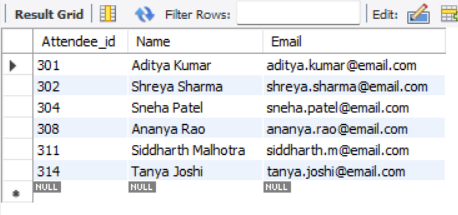 Result Grid Filter Rows: Edit:
Attendee_id Name Email
301 Aditya Kumar aditya.kumar@email.com
302 Shreya Sharma shreya.sharma@email.com
304 Sneha Patel sneha.patel@email.com
308 Ananya Rao ananya.rao@email.com
311 Siddharth Malhotra siddharth.m@email.com
314 Tanya Joshi tanya.joshi@email.com
NULL NULL NULL